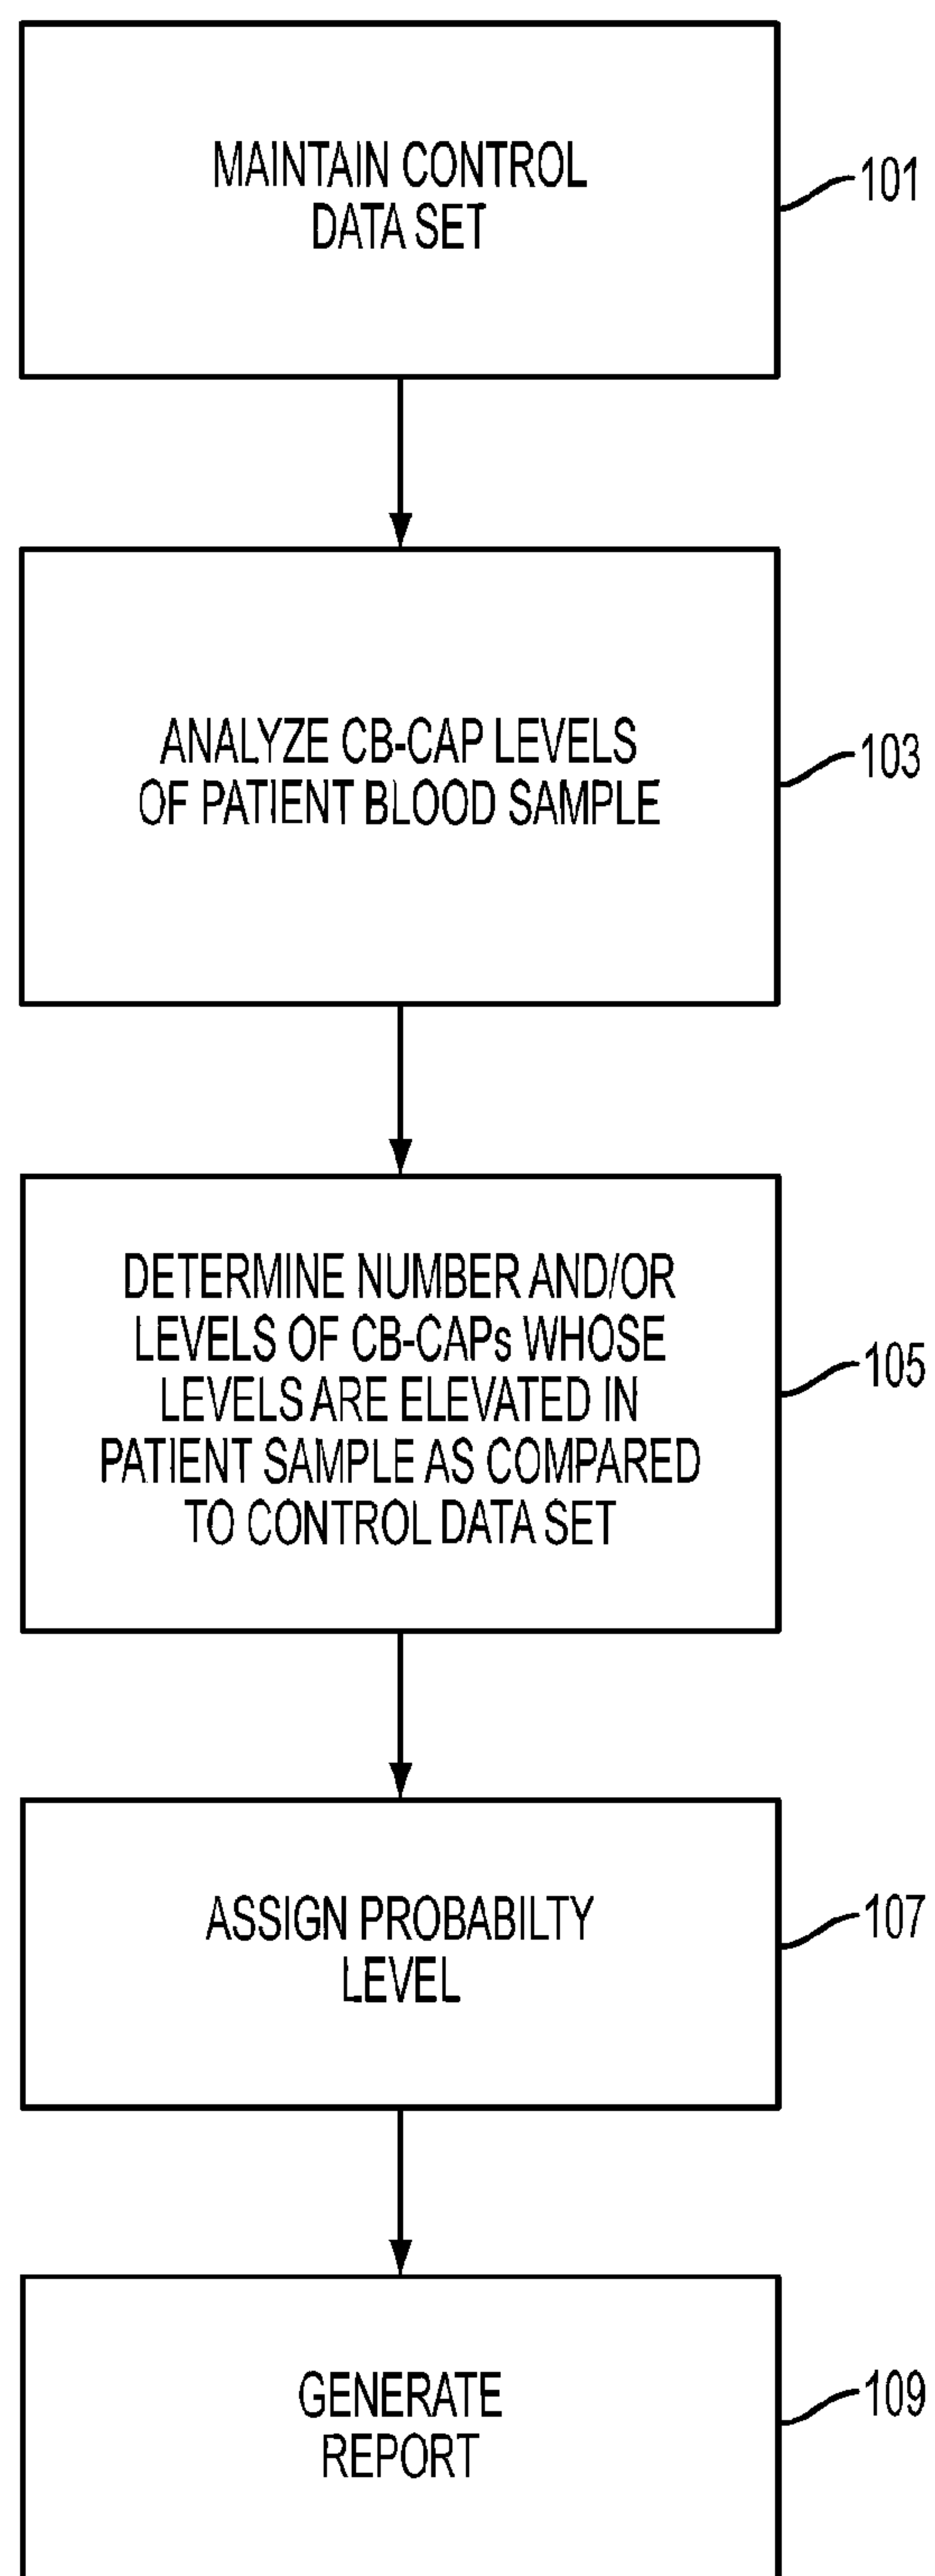 MAINTAIN CONTROL
DATA SET
101
ANALYZE CB-CAP LEVELS
OF PATIENT BLOOD SAMPLE
103
DETERMINE NUMBER AND/OR
LEVELS OF CB-CAPs WHOSE
LEVELS ARE ELEVATED IN
PATIENT SAMPLE AS COMPARED
TO CONTROL DATA SET
105
ASSIGN PROBABILTY
LEVEL
107
GENERATE
REPORT
109